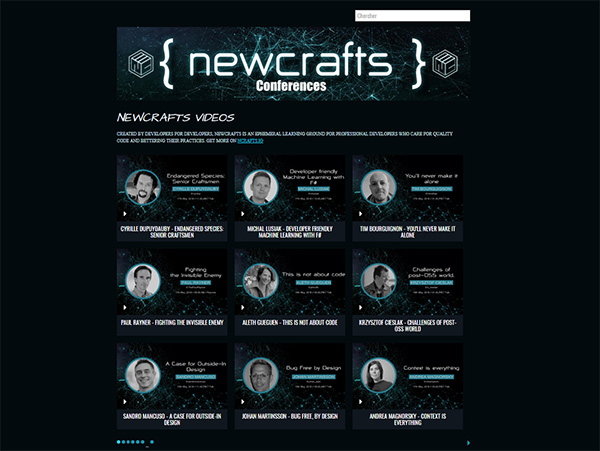 Chercher
{ newcrafts }
Conferences
NEWCRAFTS VIDEOS
CREATED BY DEVELOPERS FOR DEVELOPERS, NEWCRAFTS IS AN EPHEMERAL LEARNING GROUND FOR PROFESSIONAL DEVELOPERS WHO CARE FOR QUALITY
CODE AND BETTERING THEIR PRACTICES. GET MORE ON NCRAFTS.IO
Endangered Species:
Senior Craftsmen
CYRILLE DUPUYDAUBY
CYRILLE DUPUYDAUBY - ENDANGERED SPECIES:
SENIOR CRAFTSMEN
Developer friendly
Machine Learning with
F#
MICHAL LUSIAK
MICHAL LUSIAK - DEVELOPER FRIENDLY
MACHINE LEARNING WITH F#
You'll never make it
alone
TIM BOURGUIGNON
TIM BOURGUIGNON - YOU'LL NEVER MAKE IT
ALONE
Fighting
the Invisible Enemy
PAUL RAYNER
PAUL RAYNER - FIGHTING THE INVISIBLE ENEMY
This is not about code
ALETH GUEGUEN
ALETH GUEGUEN - THIS IS NOT ABOUT CODE
Challenges of
post-OSS world.
KRZYSZTOF CIESLAK
KRZYSZTOF CIESLAK - CHALLENGES OF POST-
OSS WORLD
A Case for Outside-In
Design
SANDRO MANCUSO
SANDRO MANCUSO - A CASE FOR OUTSIDE-IN
DESIGN
Bug Free by Design
JOHAN MARTINSSON
JOHAN MARTINSSON - BUG FREE, BY DESIGN
Context is everything
ANDREA MAGNORSKY
ANDREA MAGNORSKY - CONTEXT IS
EVERYTHING